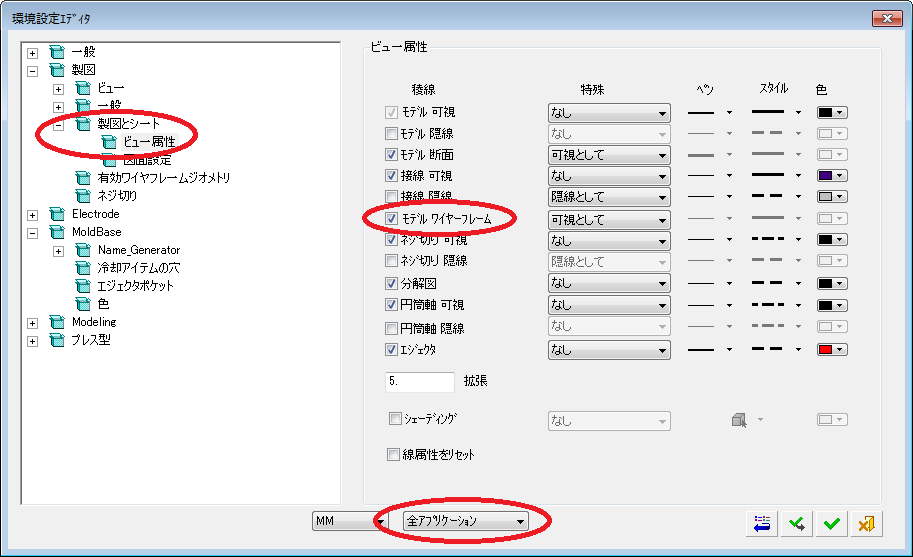 環境設定ｴﾃﾞｨﾀ
一般
製図
ビュー
一般
製図とシート
ビュー属性
図面設定
有効ワイヤフレームジオメトリ
ネジ切り
Electrode
MoldBase
Name_Generator
冷却アイテムの穴
エジェクタポケット
色
Modeling
プレス型
ビュー属性
稜線 特殊 ペン スタイル 色
モデル 可視 なし
モデル 隠線 なし
モデル 断面 可視として
接線 可視 なし
接線 隠線 隠線として
モデル ワイヤーフレーム 可視として
ネジ切り 可視 なし
ネジ切り 隠線 隠線として
分解図 なし
円筒軸 可視 なし
円筒軸 隠線 なし
エジェクタ なし
5. 拡張
シェーディング なし
線属性をリセット
MM 全アプリケーション